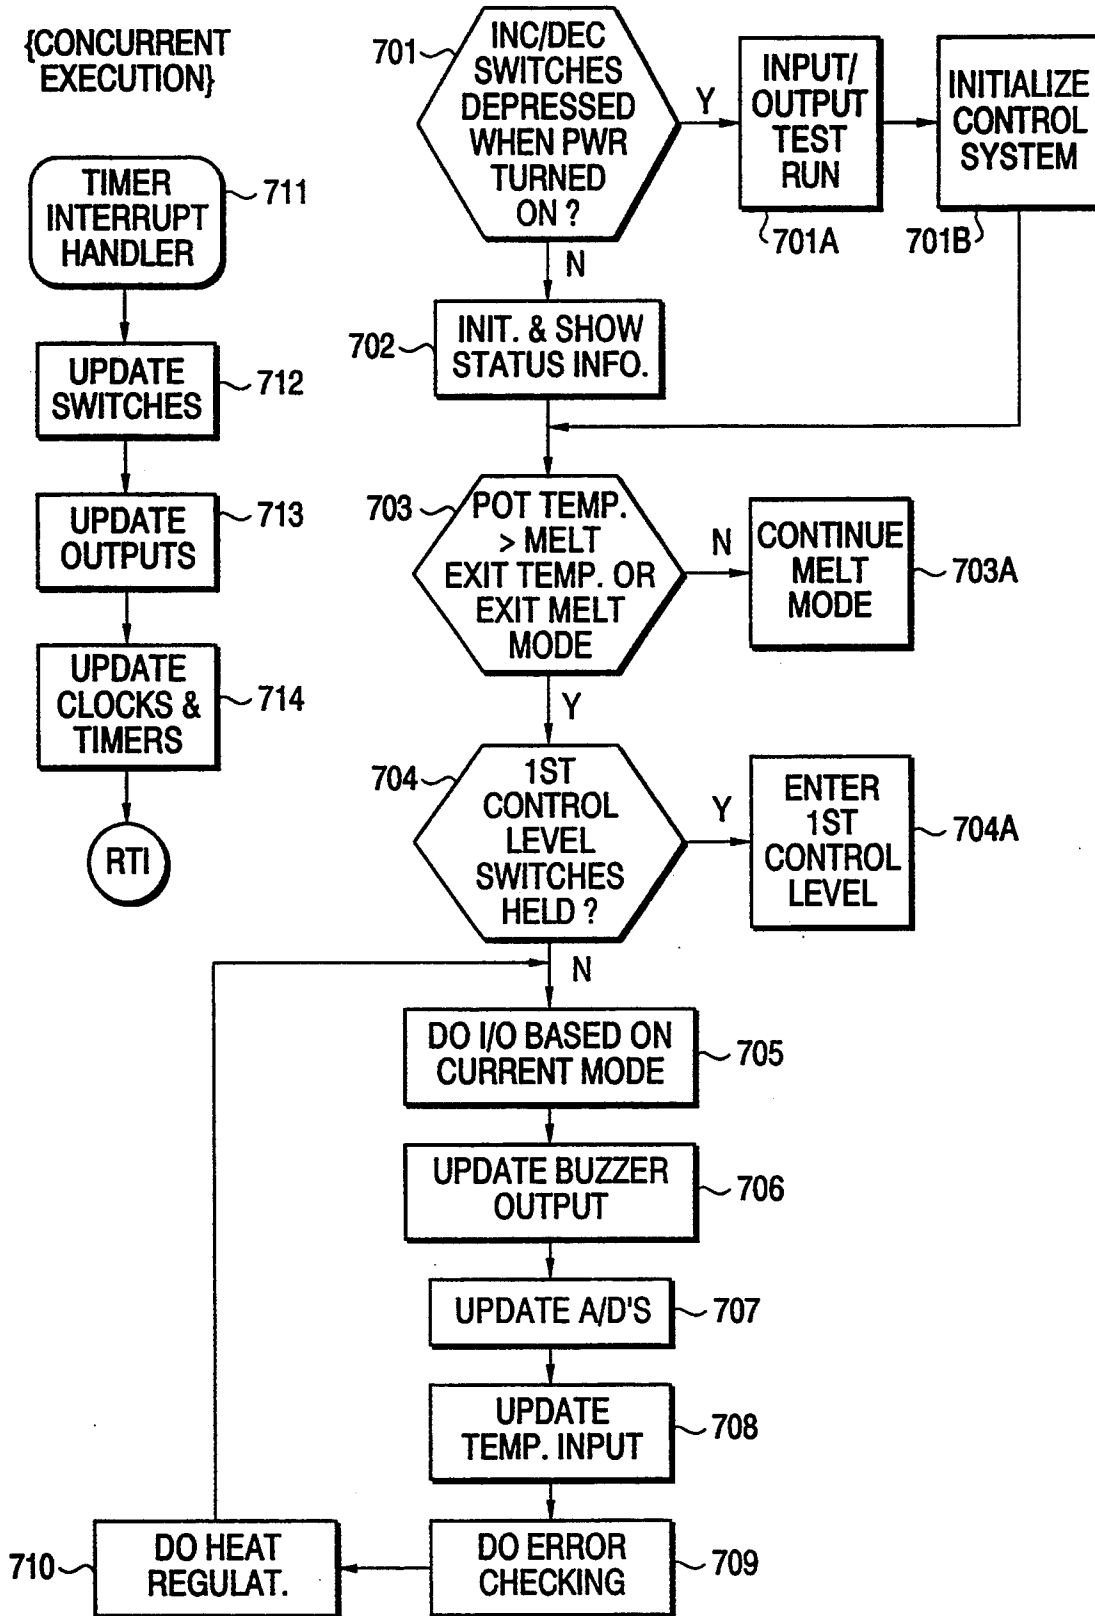 {CONCURRENT
EXECUTION}
TIMER
INTERRUPT
HANDLER
711
UPDATE
SWITCHES
712
UPDATE
OUTPUTS
713
UPDATE
CLOCKS &
TIMERS
714
RTI
701
INC/DEC
SWITCHES
DEPRESSED
WHEN PWR
TURNED
ON ?
Y
INPUT/
OUTPUT
TEST
RUN
701A
INITIALIZE
CONTROL
SYSTEM
701B
N
702
INIT. & SHOW
STATUS INFO.
703
POT TEMP.
> MELT
EXIT TEMP. OR
EXIT MELT
MODE
N
CONTINUE
MELT
MODE
703A
Y
704
1ST
CONTROL
LEVEL
SWITCHES
HELD ?
Y
ENTER
1ST
CONTROL
LEVEL
704A
N
DO I/O BASED ON
CURRENT MODE
705
UPDATE BUZZER
OUTPUT
706
UPDATE A/D'S
707
UPDATE
TEMP. INPUT
708
DO ERROR
CHECKING
709
710
DO HEAT
REGULAT.